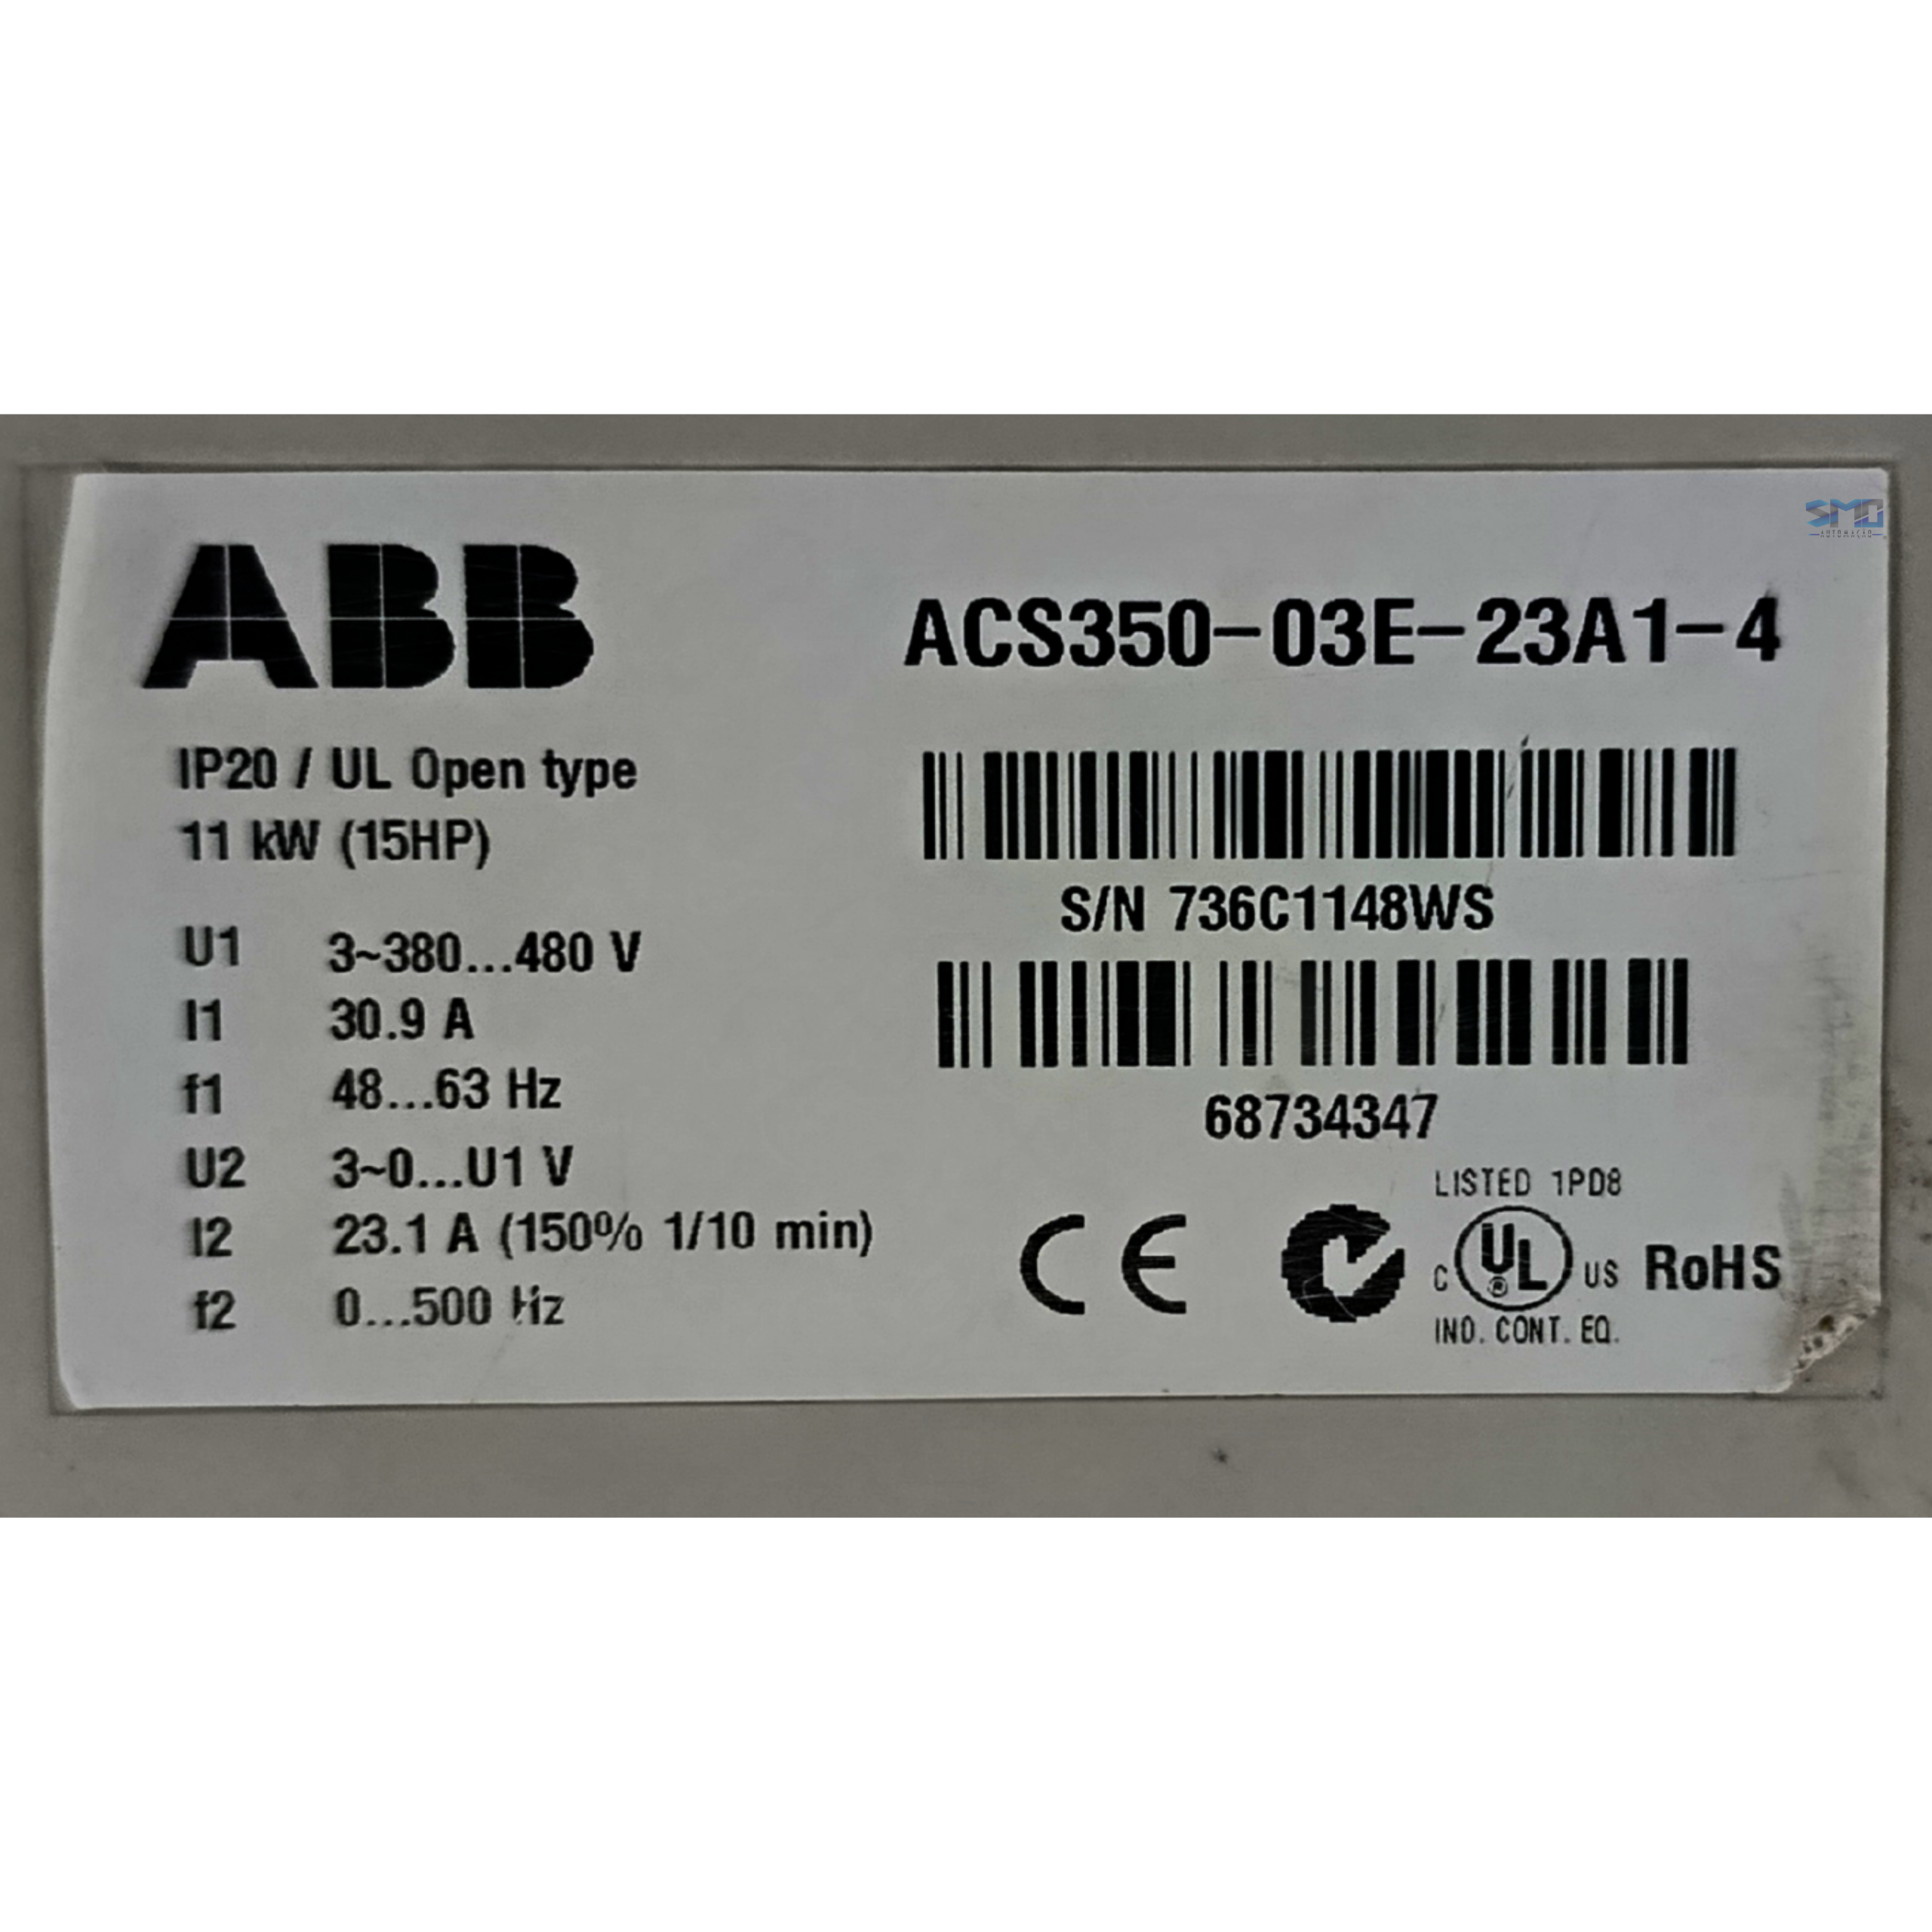 SMC
AUTOMAÇÃO
ABB
ACS350-03E-23A1-4
IP20 / UL Open type
11 kW (15HP)
S/N 736C1148WS
U1 3~380...480 V
I1 30.9 A
f1 48...63 Hz
68734347
U2 3~0...U1 V
I2 23.1 A (150% 1/10 min)
f2 0...500 Hz
CE
LISTED 1PD8
C UL ® US
RoHS
IND. CONT. EQ.